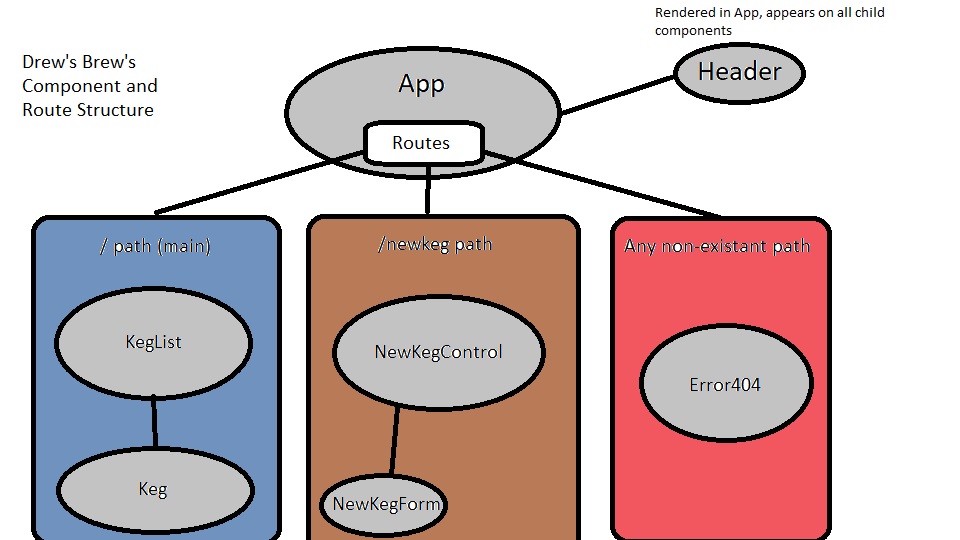 Rendered in App, appears on all child
components
Drew's Brew's
Component and
Route Structure
App
Header
Routes
/ path (main)
/newkeg path
Any non-existant path
KegList
NewKegControl
Error404
Keg
NewKegForm